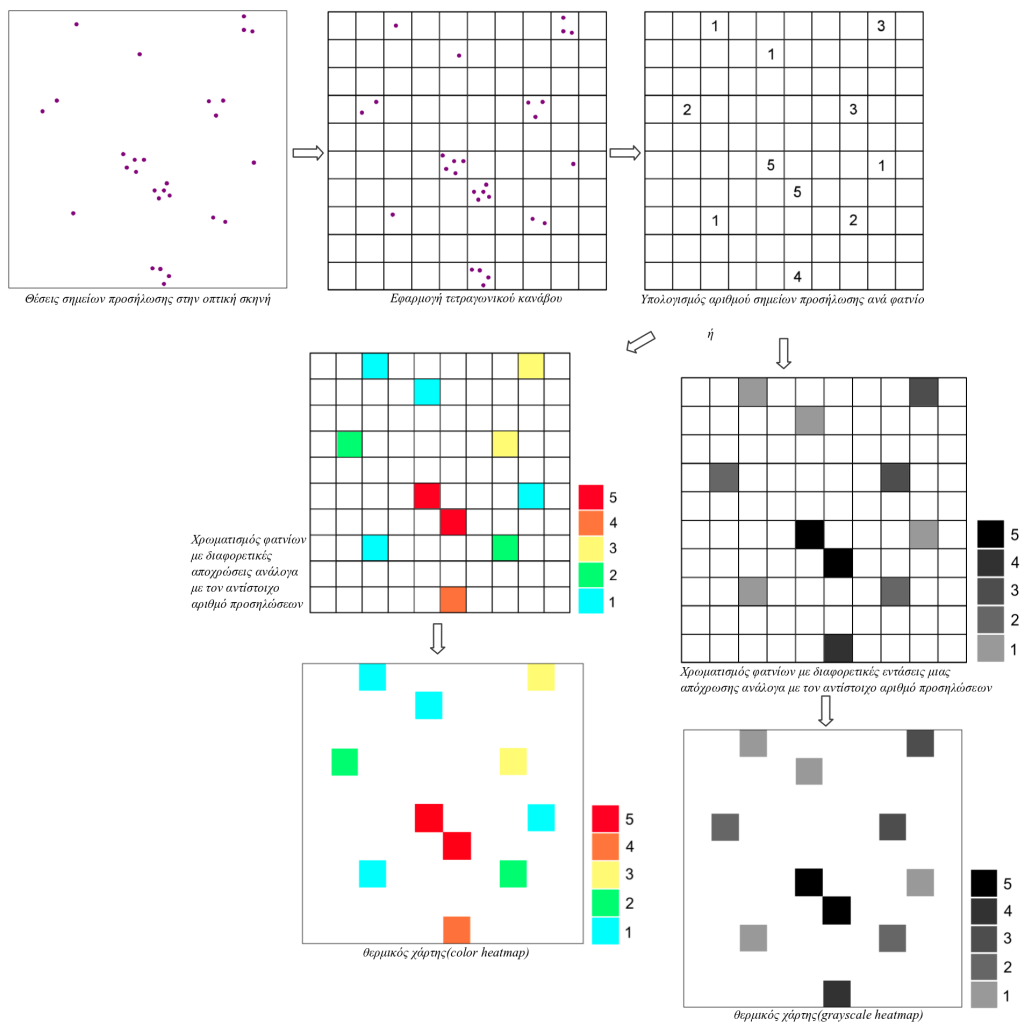 Θέσεις σημείων προσήλωσης στην οπτική σκηνή
Εφαρμογή τετραγωνικού κανάβου
1 3
1
2 3
5 1
5
1 2
4
Υπολογισμός αριθμού σημείων προσήλωσης ανά φατνίο
ή
Χρωματισμός φατνίων
με διαφορετικές
αποχρώσεις ανάλογα
με τον αντίστοιχο
αριθμό προσηλώσεων
5
4
3
2
1
5
4
3
2
1
Χρωματισμός φατνίων με διαφορετικές εντάσεις μιας
απόχρωσης ανάλογα με τον αντίστοιχο αριθμό προσηλώσεων
5
4
3
2
1
θερμικός χάρτης(color heatmap)
5
4
3
2
1
θερμικός χάρτης(grayscale heatmap)